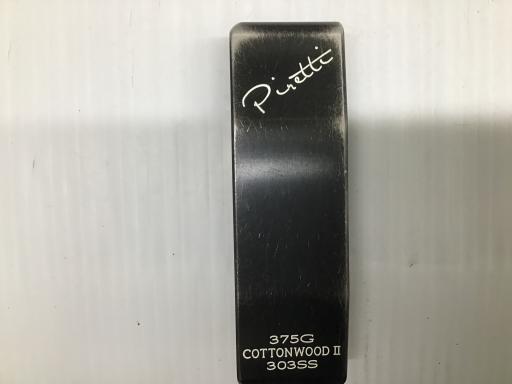 Piretti
375G
COTTONWOOD II
303SS